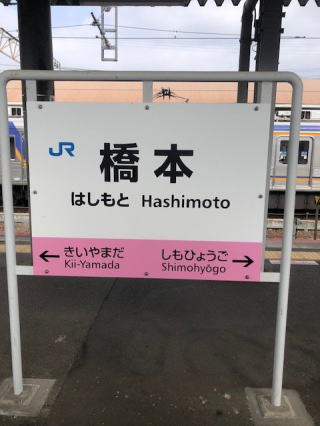 JR
橋本
はしもと Hashimoto
← きいやまだ しもひょうご →
Kii-Yamada Shimohyōgo